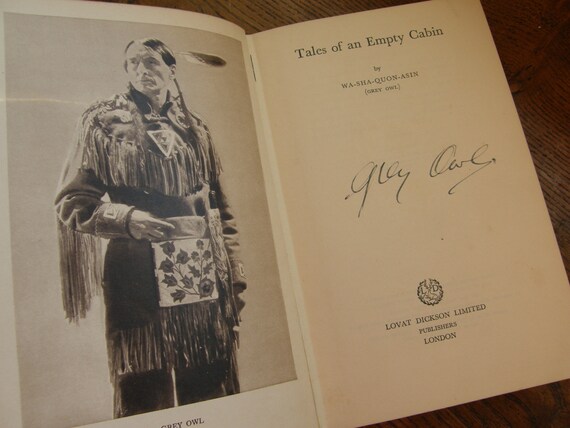 GREY OWL
Tales of an Empty Cabin
by
WA-SHA-QUON-ASIN
(GREY OWL)
Grey Owl.
LOVAT DICKSON LIMITED
PUBLISHERS
LONDON